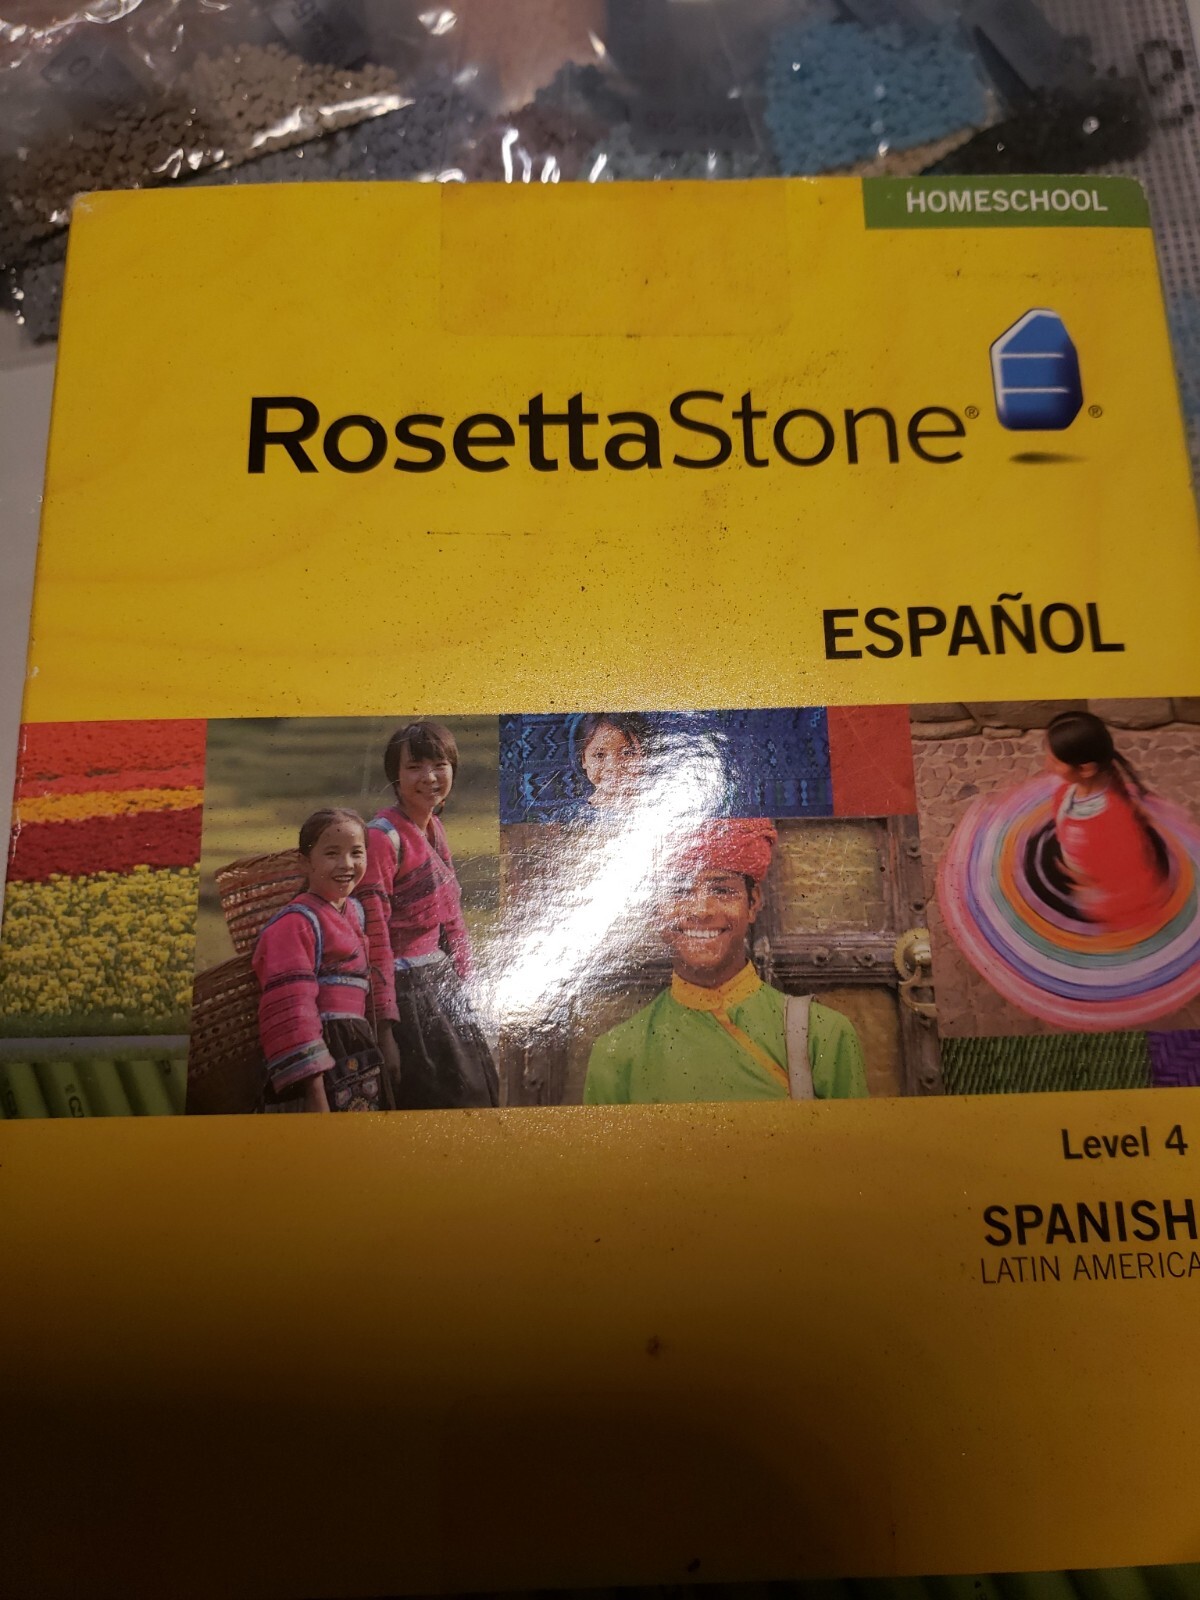 HOMESCHOOL
RosettaStone® ®
ESPAÑOL
Level 4
SPANISH
LATIN AMERICA